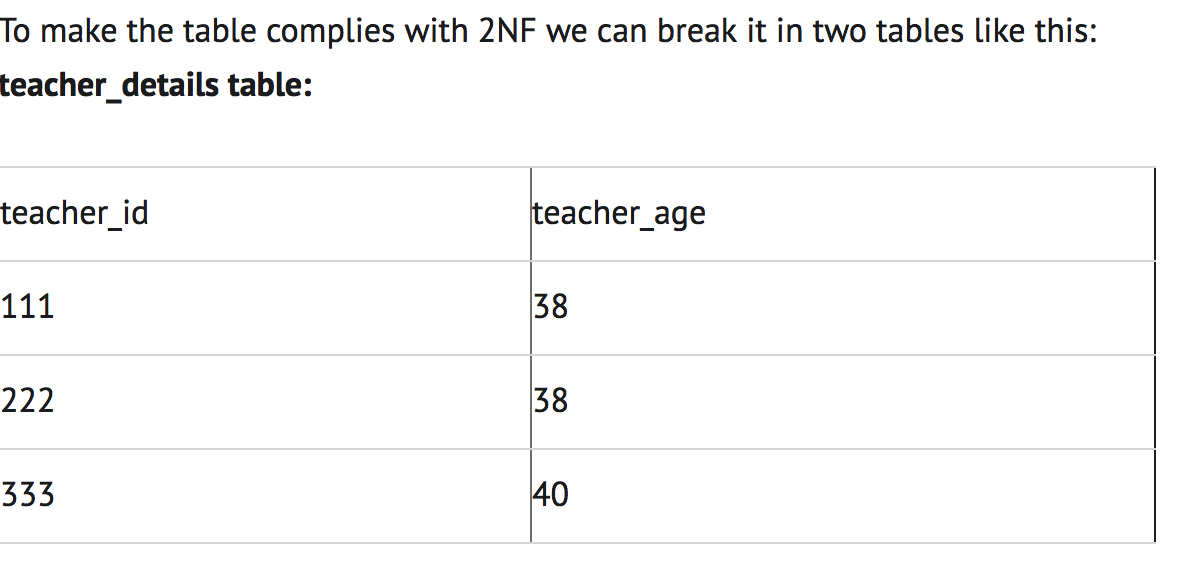 To make the table complies with 2NF we can break it in two tables like this:
teacher_details table:
teacher_id teacher_age
111 38
222 38
333 40